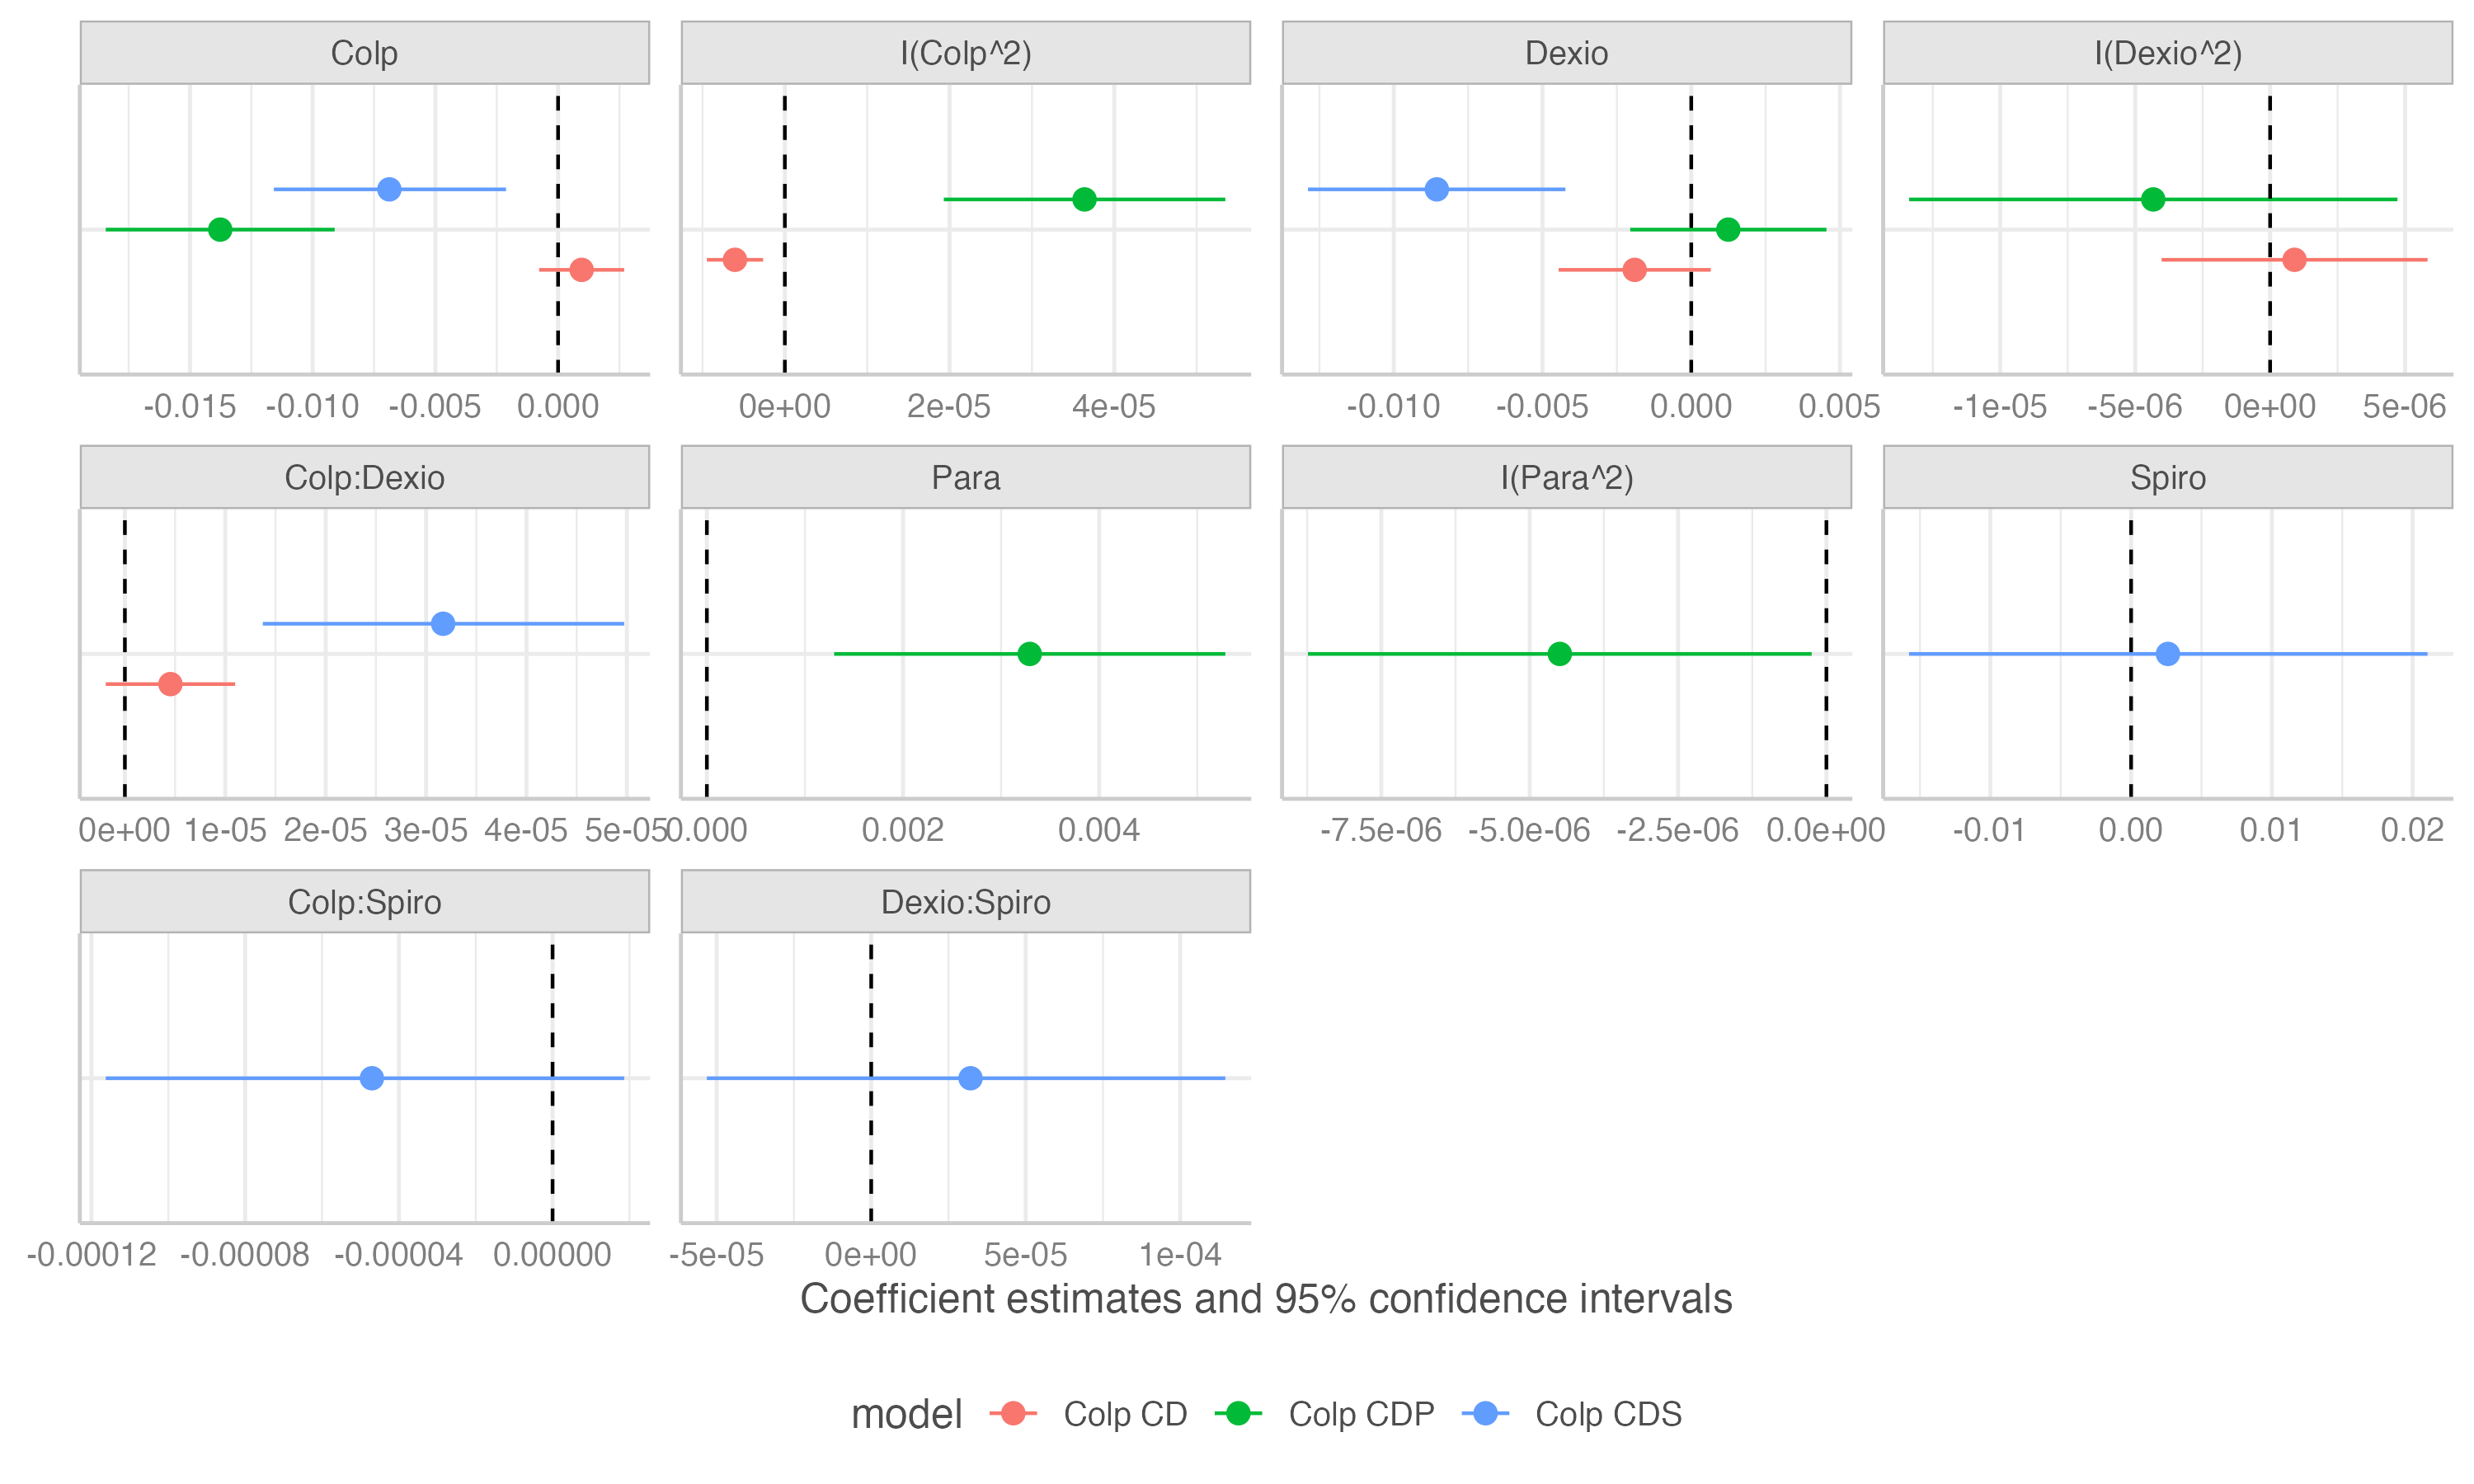 Colp I(Colp^2) Dexio I(Dexio^2)
-0.015 -0.010 -0.005 0.000 0e+00 2e-05 4e-05 -0.010 -0.005 0.000 0.005 -1e-05 -5e-06 0e+00 5e-06
Colp:Dexio Para I(Para^2) Spiro
0e+00 1e-05 2e-05 3e-05 4e-05 5e-05 0.000 0.002 0.004 -7.5e-06 -5.0e-06 -2.5e-06 0.0e+00 -0.01 0.00 0.01 0.02
Colp:Spiro Dexio:Spiro
-0.00012 -0.00008 -0.00004 0.00000 -5e-05 0e+00 5e-05 1e-04
Coefficient estimates and 95% confidence intervals
model Colp CD Colp CDP Colp CDS